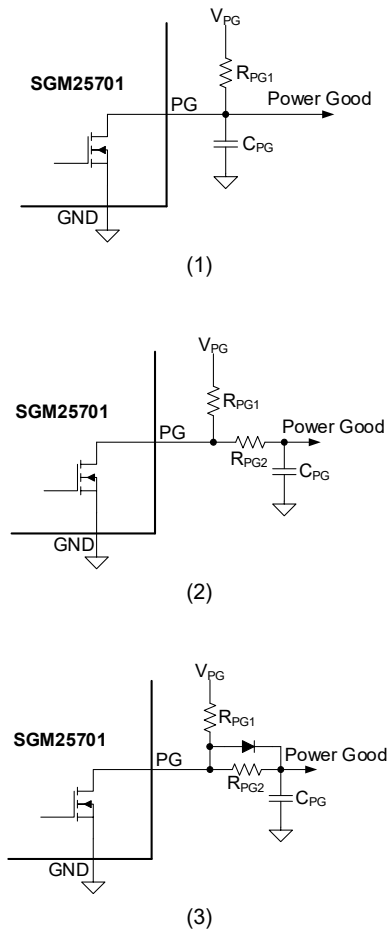 V_PG
R_PG1
SGM25701
PG
Power Good
C_PG
GND
(1)
V_PG
R_PG1
SGM25701
PG
Power Good
R_PG2
C_PG
GND
(2)
V_PG
R_PG1
SGM25701
PG
Power Good
R_PG2
C_PG
GND
(3)